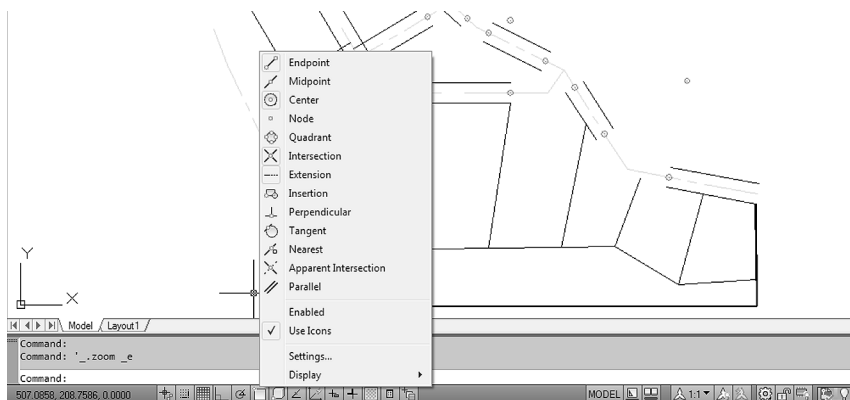 Endpoint
Midpoint
Center
Node
Quadrant
Intersection
Extension
Insertion
Perpendicular
Tangent
Nearest
Apparent Intersection
Parallel
Enabled
Use Icons
Settings...
Display
Y
X
Model Layout1
Command:
Command: '_.zoom _e
Command:
507.0858, 208.7586, 0.0000 MODEL 1:1